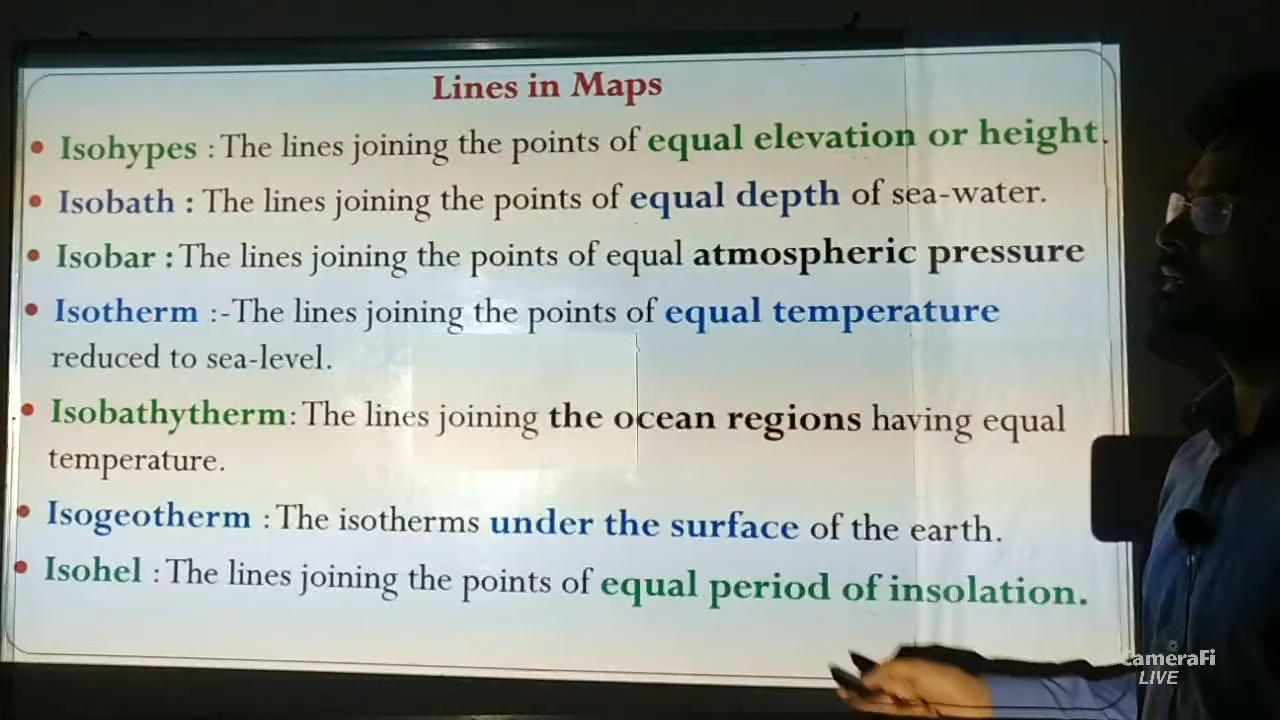 Lines in Maps
• Isohypes : The lines joining the points of equal elevation or height.
• Isobath : The lines joining the points of equal depth of sea-water.
• Isobar : The lines joining the points of equal atmospheric pressure
• Isotherm :-The lines joining the points of equal temperature
reduced to sea-level.
• Isobathytherm: The lines joining the ocean regions having equal
temperature.
• Isogeotherm : The isotherms under the surface of the earth.
• Isohel : The lines joining the points of equal period of insolation.
CameraFi
LIVE